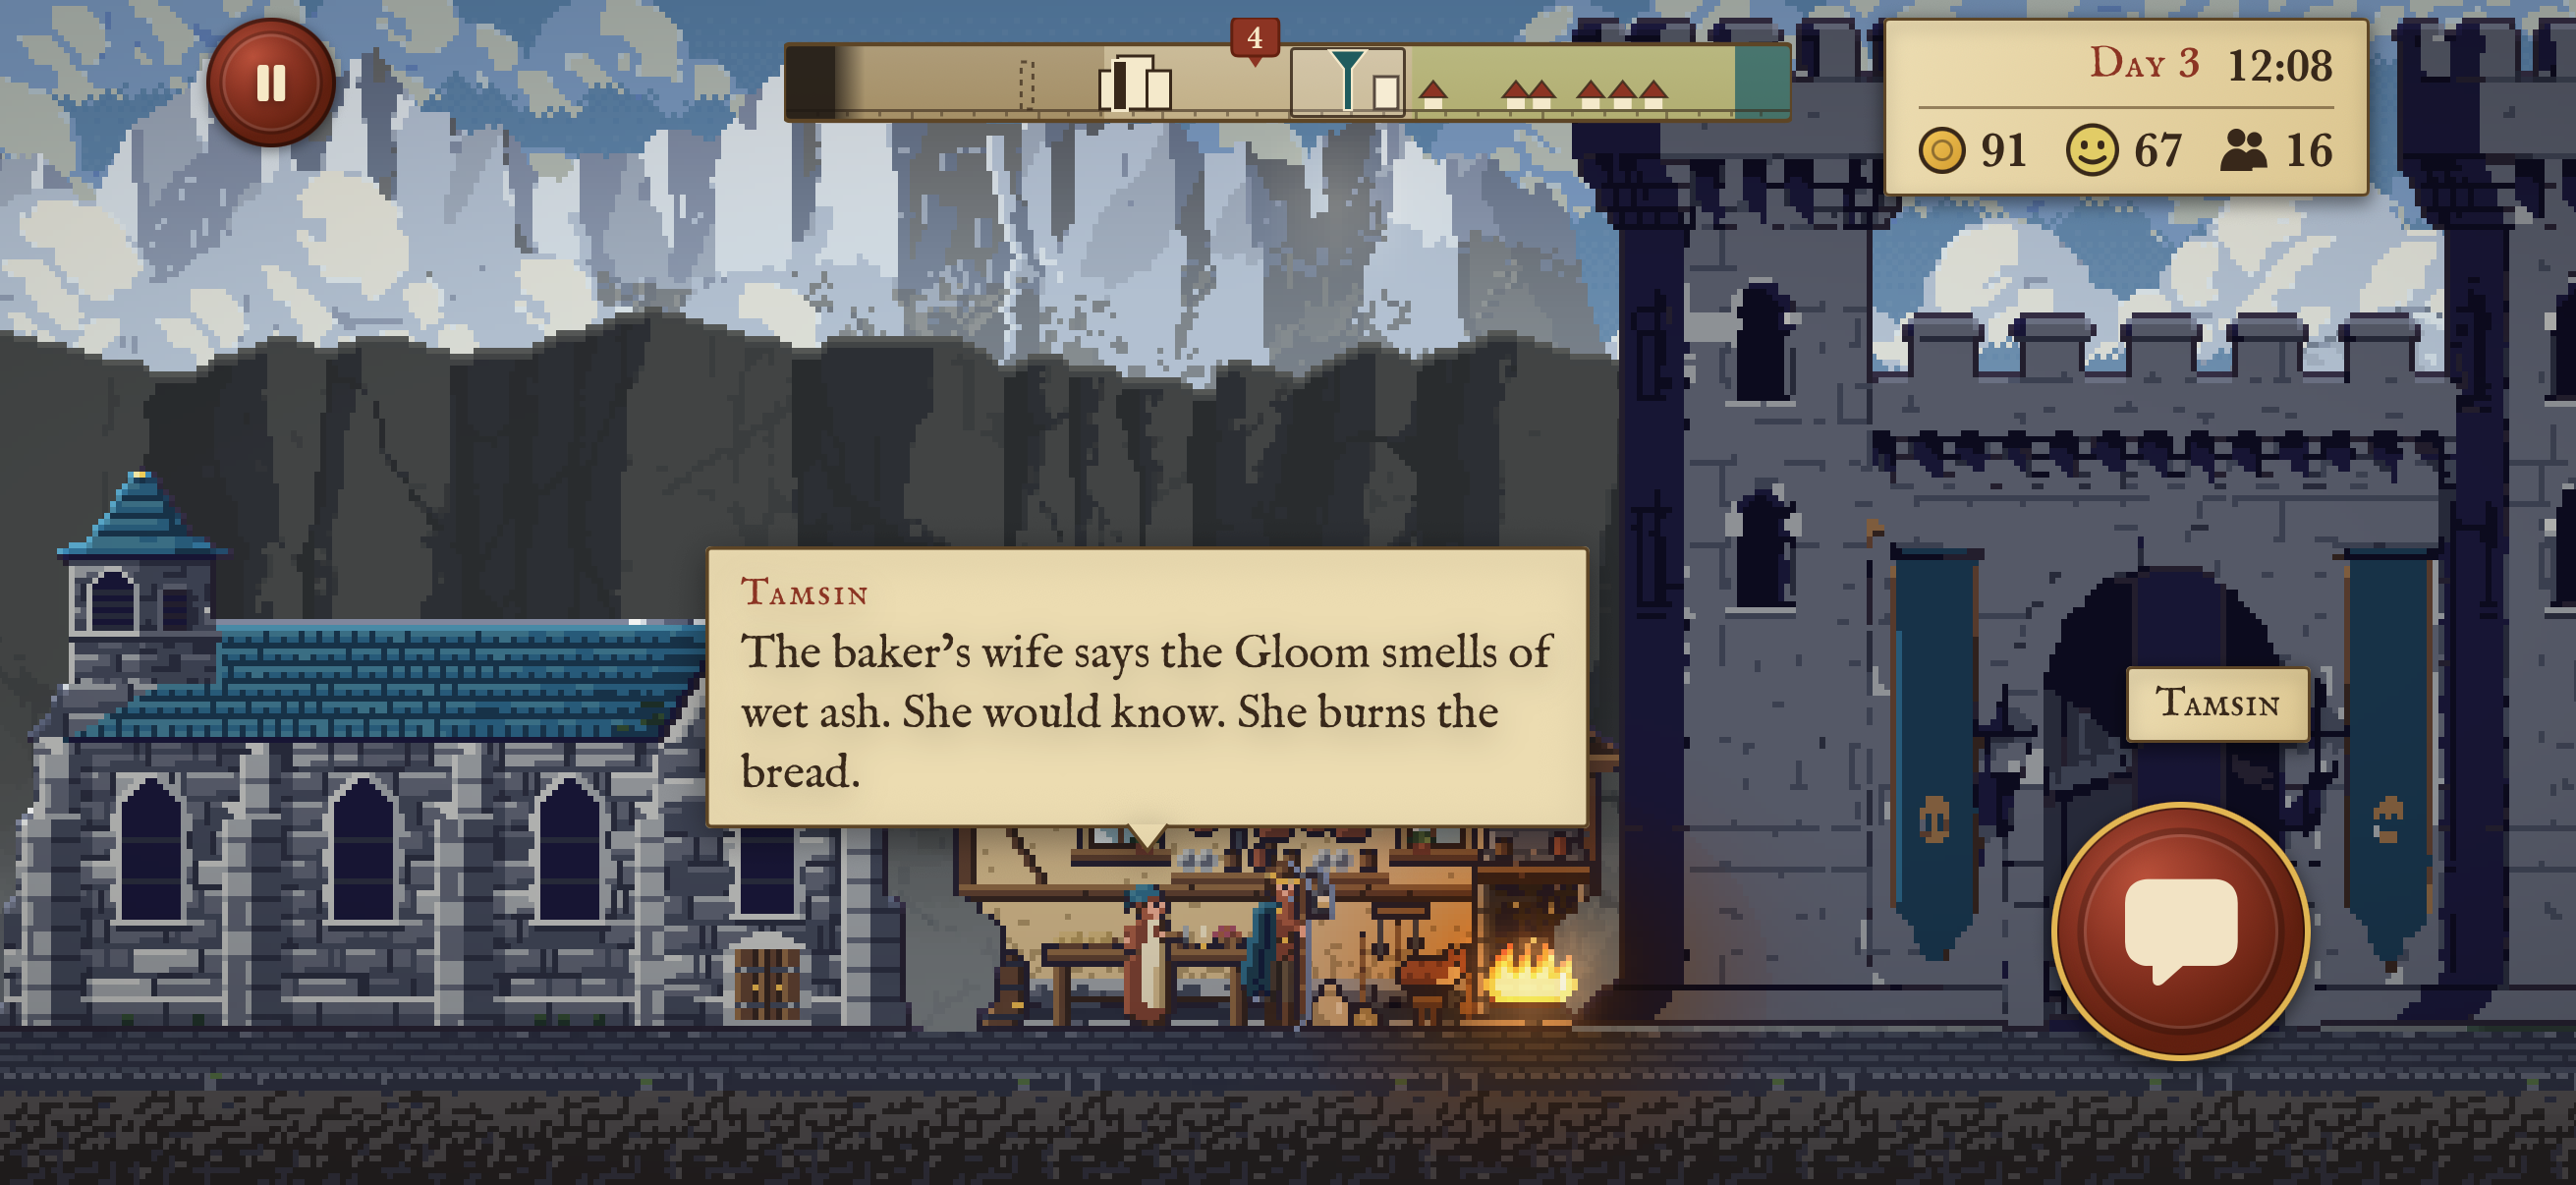 4
Day 3 12:08
91 67 16
Tamsin
The baker’s wife says the Gloom smells of
wet ash. She would know. She burns the
bread.
Tamsin